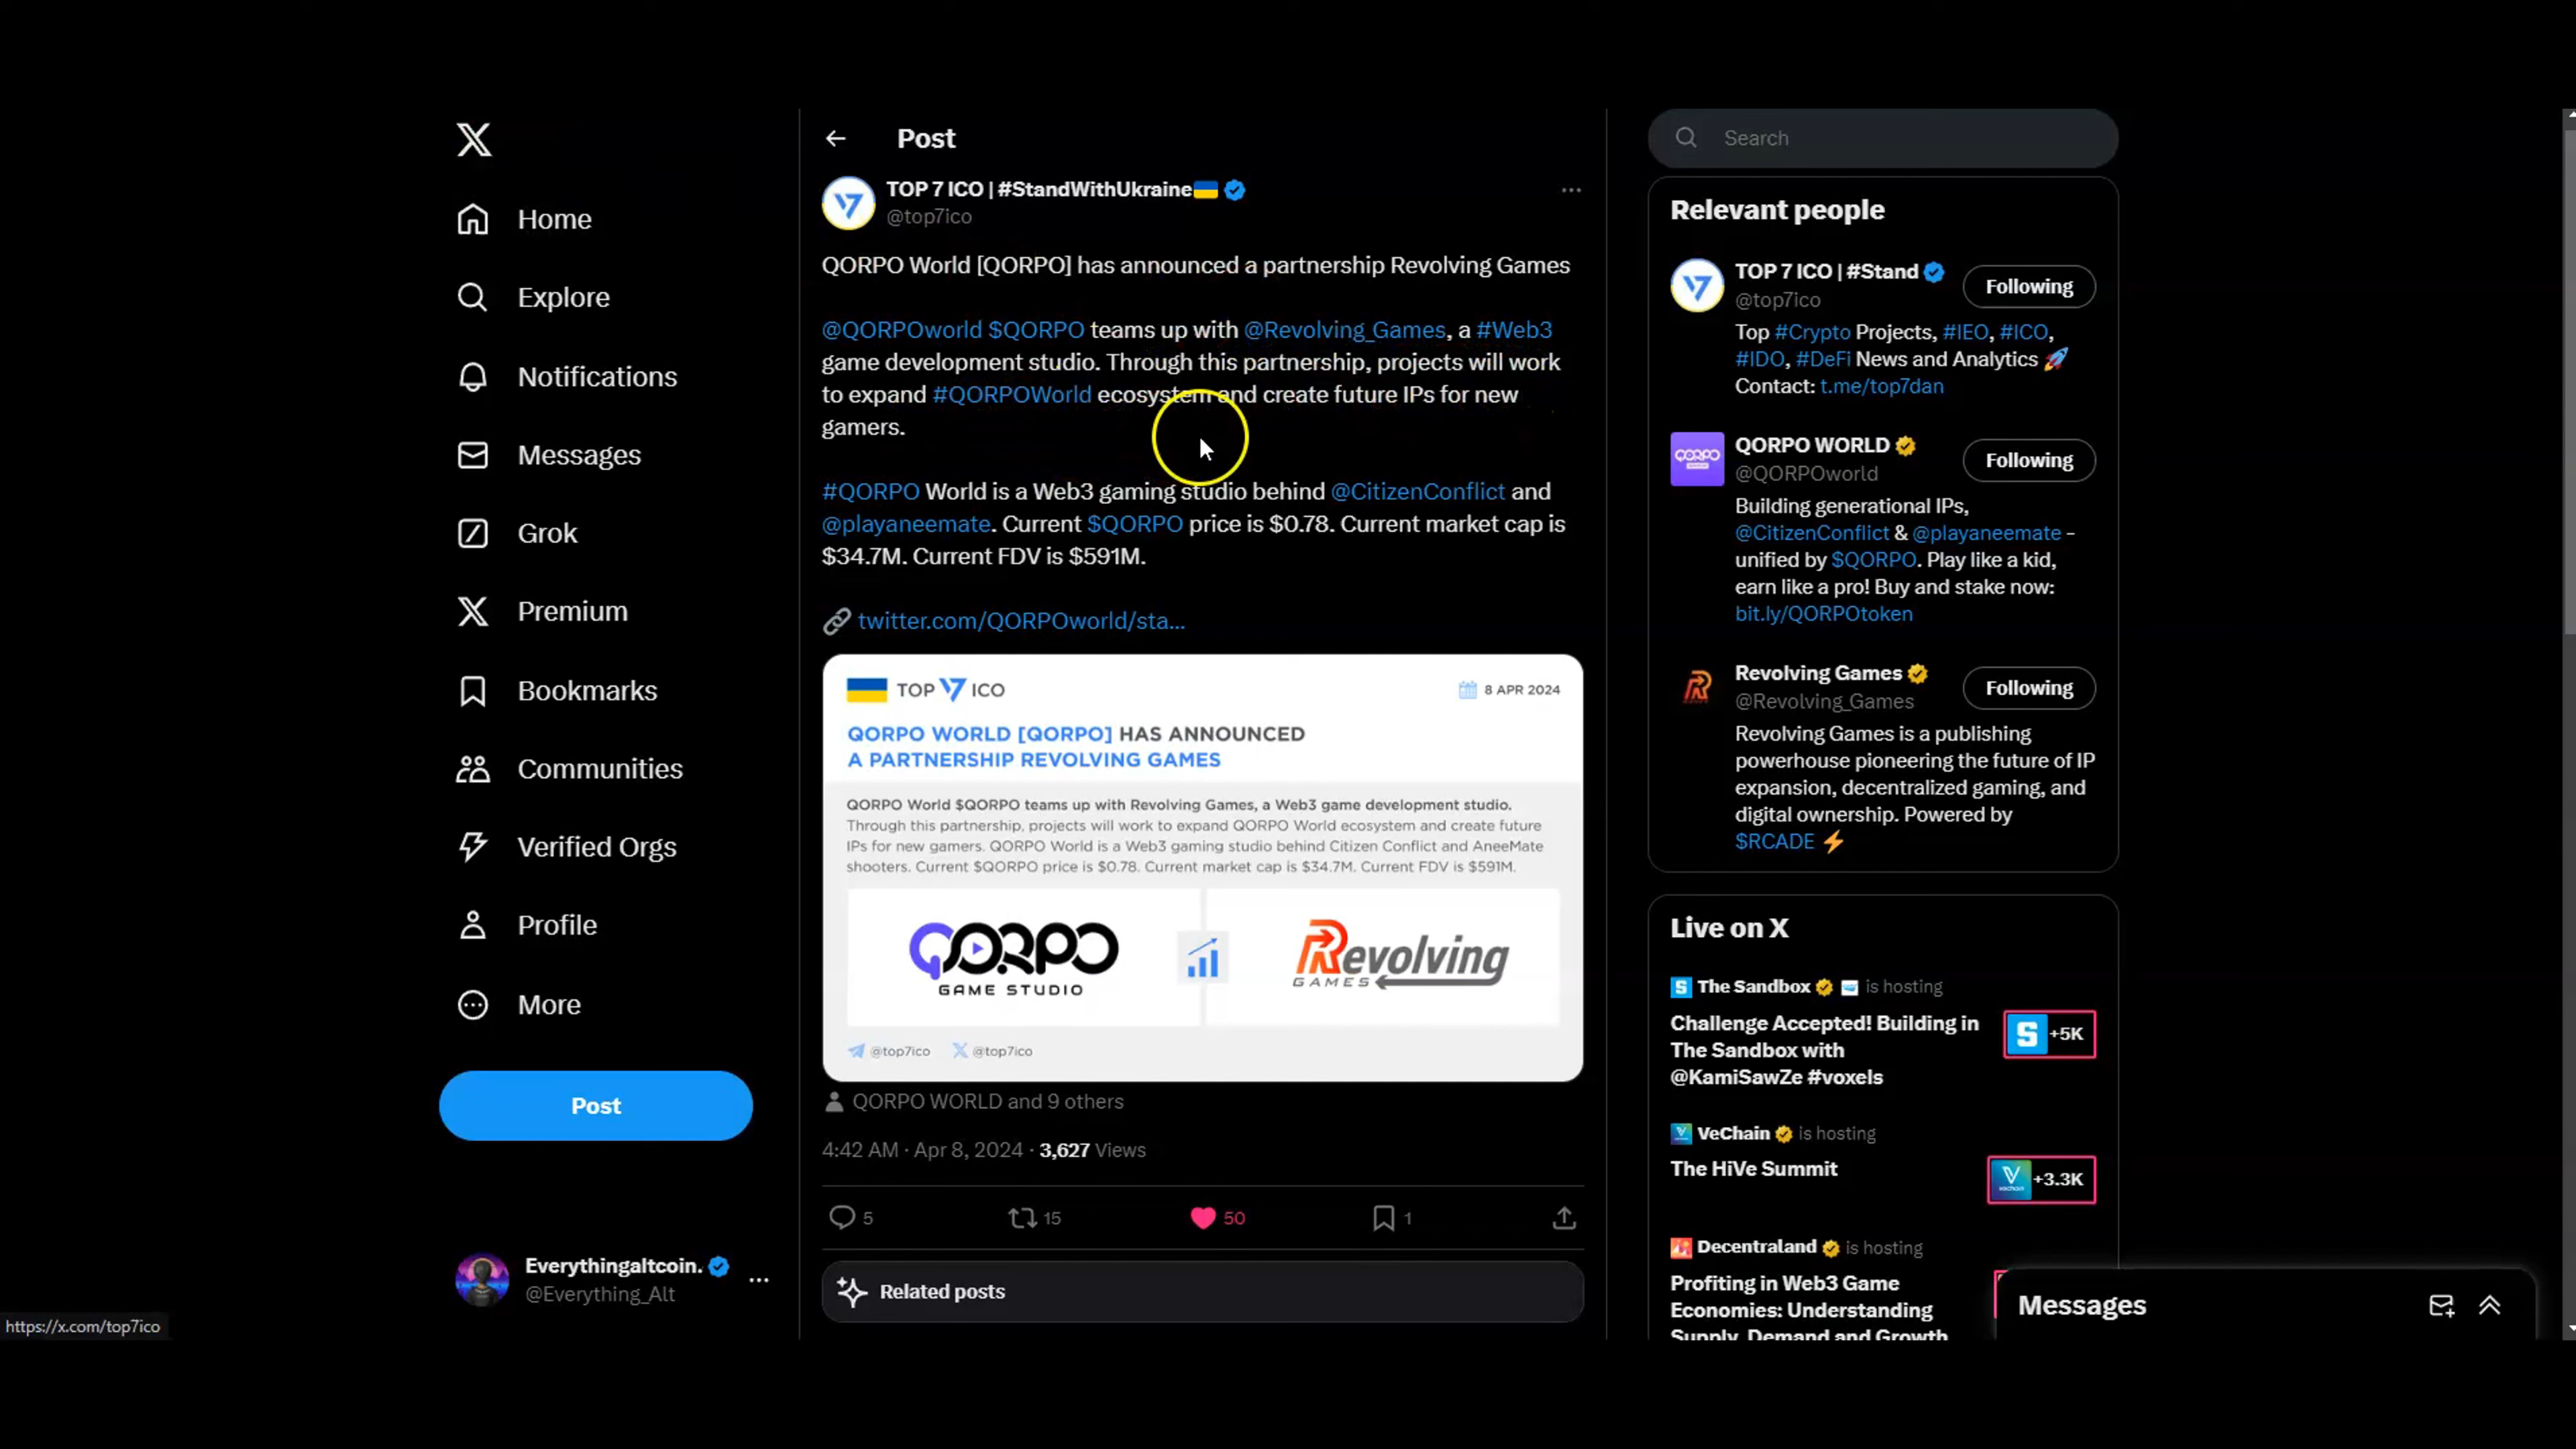 Home
Explore
Notifications
Messages
Grok
Premium
Bookmarks
Communities
Verified Orgs
Profile
More
Post
Everythingaltcoin.
@Everything_Alt
https://x.com/top7ico
Post
TOP 7 ICO | #StandWithUkraine
@top7ico
QORPO World [QORPO] has announced a partnership Revolving Games
@QORPOworld $QORPO teams up with @Revolving_Games, a #Web3
game development studio. Through this partnership, projects will work
to expand #QORPOWorld ecosystem and create future IPs for new
gamers.
#QORPO World is a Web3 gaming studio behind @CitizenConflict and
@playaneemate. Current $QORPO price is $0.78. Current market cap is
$34.7M. Current FDV is $591M.
twitter.com/QORPOworld/sta...
TOP 7 ICO
8 APR 2024
QORPO WORLD [QORPO] HAS ANNOUNCED
A PARTNERSHIP REVOLVING GAMES
QORPO World $QORPO teams up with Revolving Games, a Web3 game development studio.
Through this partnership, projects will work to expand QORPO World ecosystem and create future
IPs for new gamers. QORPO World is a Web3 gaming studio behind Citizen Conflict and AneeMate
shooters. Current $QORPO price is $0.78. Current market cap is $34.7M. Current FDV is $591M.
QORPO
GAME STUDIO
Revolving
GAMES
@top7ico @top7ico
QORPO WORLD and 9 others
4:42 AM · Apr 8, 2024 · 3,627 Views
5 15 50 1
Related posts
Search
Relevant people
TOP 7 ICO | #Stand
@top7ico
Following
Top #Crypto Projects, #IEO, #ICO,
#IDO, #DeFi News and Analytics
Contact: t.me/top7dan
QORPO
QORPO WORLD
@QORPOworld
Following
Building generational IPs,
@CitizenConflict & @playaneemate -
unified by $QORPO. Play like a kid,
earn like a pro! Buy and stake now:
bit.ly/QORPOtoken
Revolving Games
@Revolving_Games
Following
Revolving Games is a publishing
powerhouse pioneering the future of IP
expansion, decentralized gaming, and
digital ownership. Powered by
$RCADE
Live on X
The Sandbox is hosting
Challenge Accepted! Building in
The Sandbox with
@KamiSawZe #voxels
+5K
VeChain is hosting
The HiVe Summit
+3.3K
Decentraland is hosting
Profiting in Web3 Game
Economies: Understanding
Supply, Demand and Growth
Messages